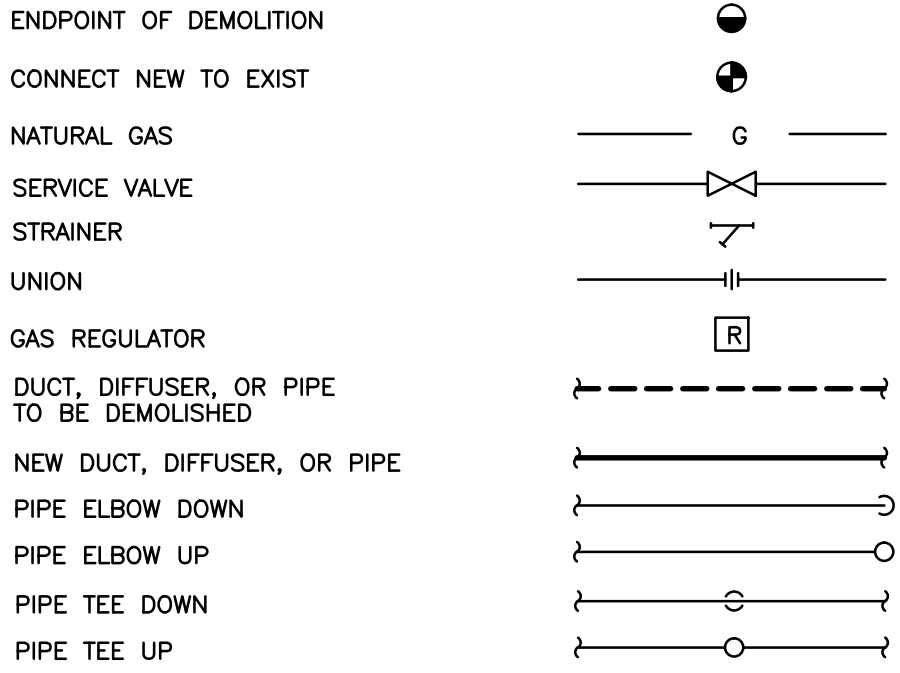 ENDPOINT OF DEMOLITION
CONNECT NEW TO EXIST
NATURAL GAS G
SERVICE VALVE
STRAINER
UNION
GAS REGULATOR R
DUCT, DIFFUSER, OR PIPE
TO BE DEMOLISHED
NEW DUCT, DIFFUSER, OR PIPE
PIPE ELBOW DOWN
PIPE ELBOW UP
PIPE TEE DOWN
PIPE TEE UP